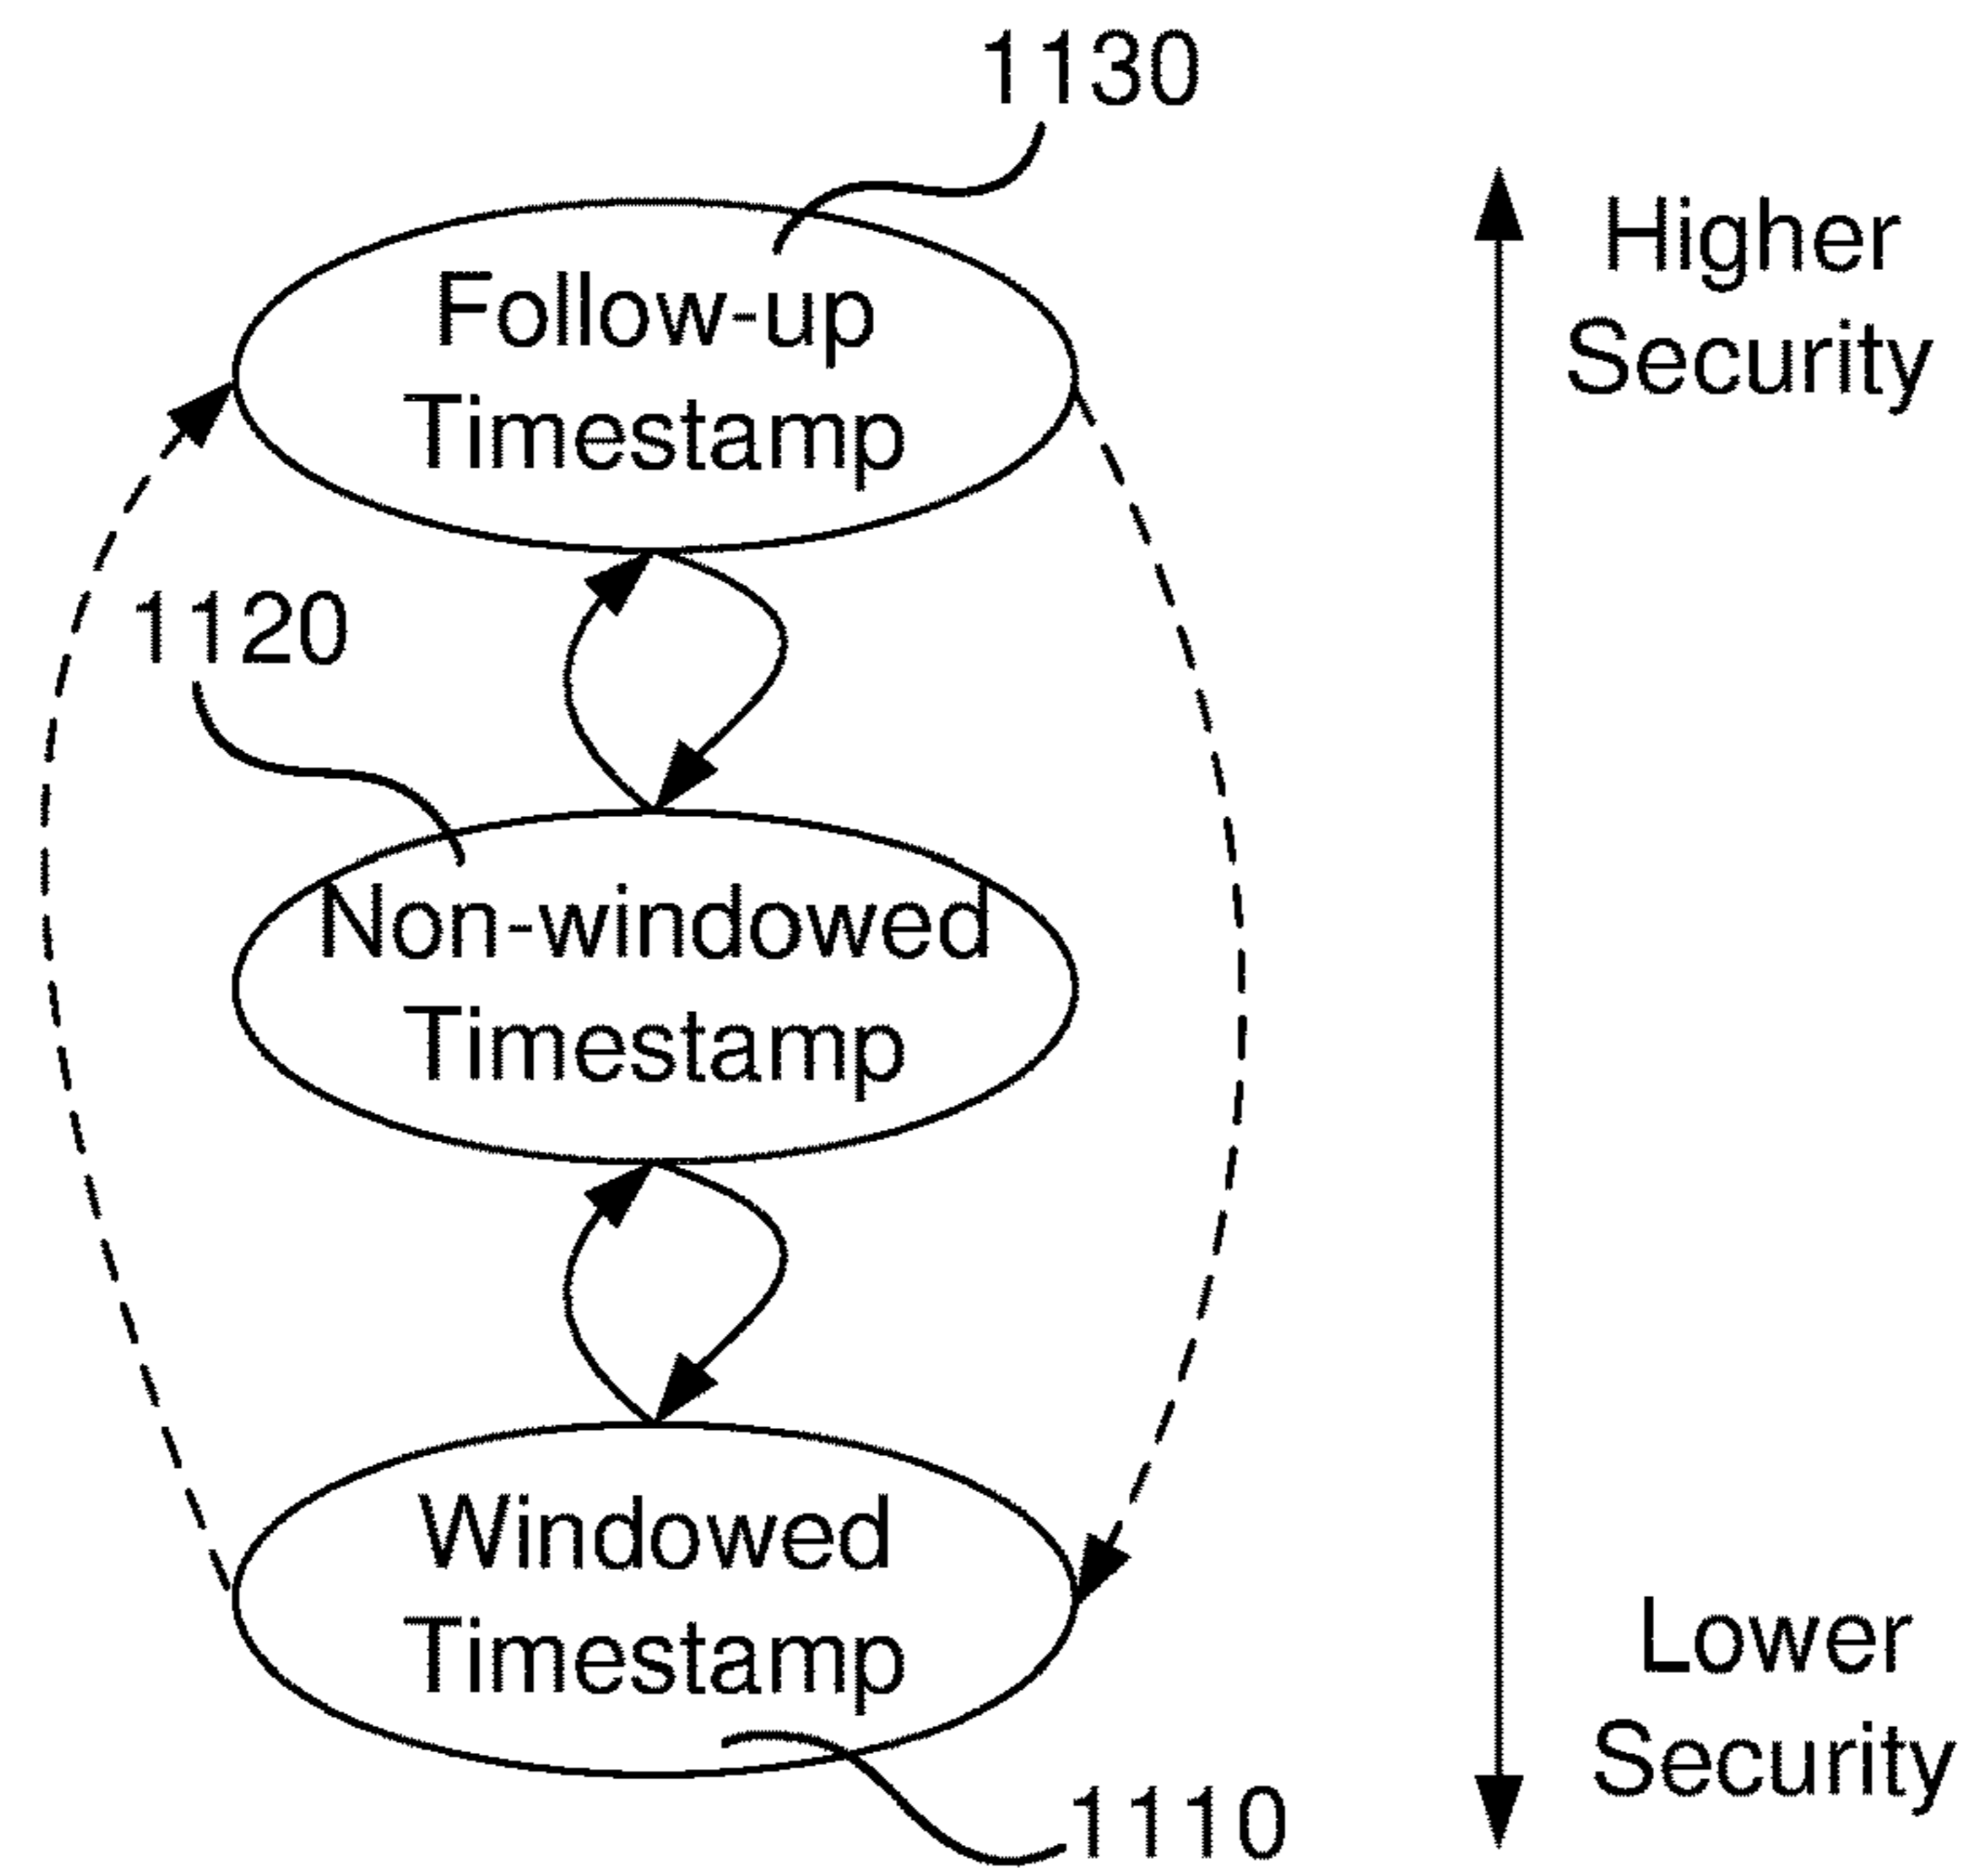 1130
Higher
Security
Follow-up
Timestamp
1120
Non-windowed
Timestamp
Windowed
Timestamp
Lower
Security
1110